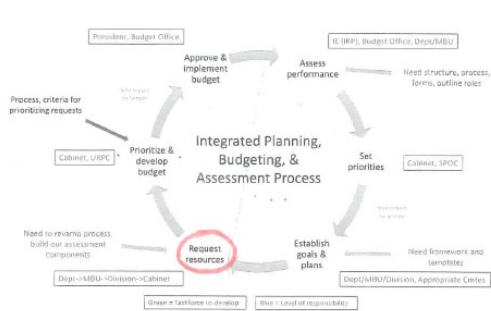 President, Budget Office
IE (IRP), Budget Office, Dept/MBU
Approve &
implement
budget
Assess
performance
Need structure, process,
forms, outline roles
Process, criteria for
prioritizing requests
Prioritize &
develop
budget
Integrated Planning,
Budgeting, &
Assessment Process
Set
priorities
Cabinet, URPC
Cabinet, SPOC
Need to revamp process,
build out assessment
components
Request
resources
Establish
goals &
plans
Need framework and
templates
Dept->MBU->Division->Cabinet
Dept/MBU/Division, Appropriate Cmtes
Green = Taskforce to develop
Blue = Level of responsibility